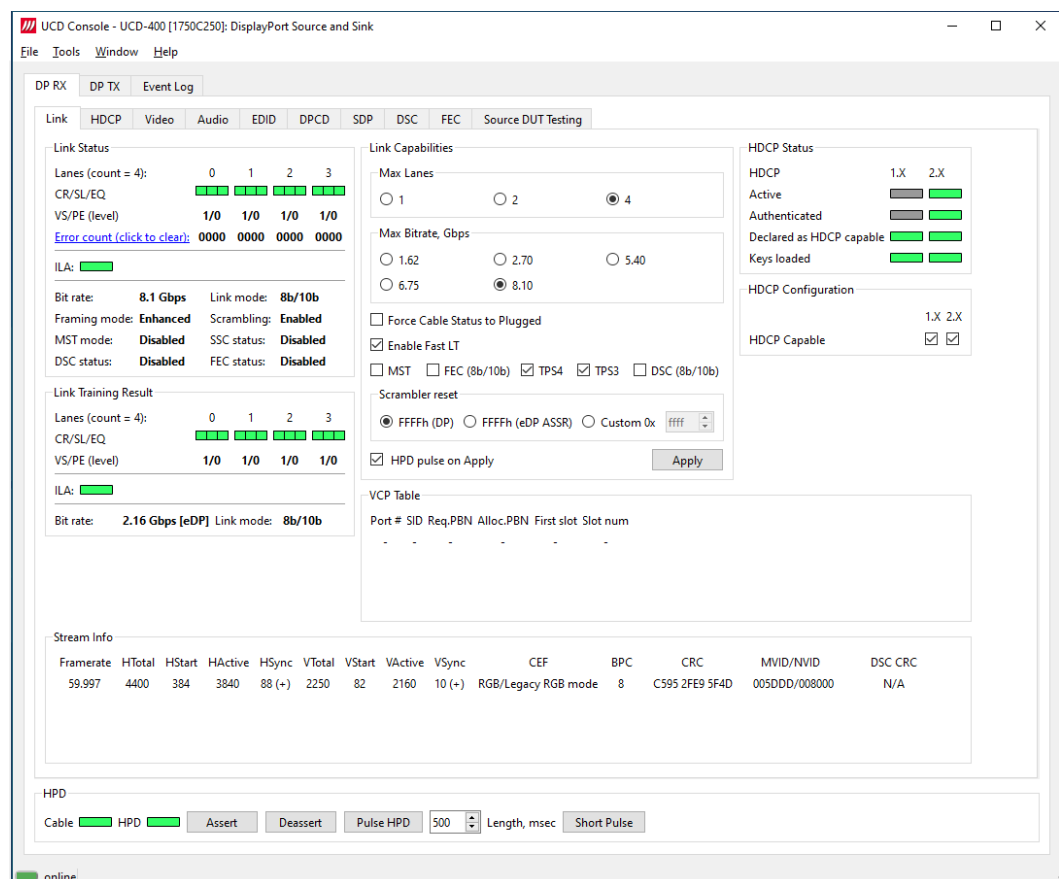 UCD Console - UCD-400 [1750C250]: DisplayPort Source and Sink
File Tools Window Help
DP RX DP TX Event Log
Link HDCP Video Audio EDID DPCD SDP DSC FEC Source DUT Testing
Link Status
Lanes (count = 4): 0 1 2 3
CR/SL/EQ
VS/PE (level) 1/0 1/0 1/0 1/0
Error count (click to clear): 0000 0000 0000 0000
ILA:
Bit rate: 8.1 Gbps Link mode: 8b/10b
Framing mode: Enhanced Scrambling: Enabled
MST mode: Disabled SSC status: Disabled
DSC status: Disabled FEC status: Disabled
Link Training Result
Lanes (count = 4): 0 1 2 3
CR/SL/EQ
VS/PE (level) 1/0 1/0 1/0 1/0
ILA:
Bit rate: 2.16 Gbps [eDP] Link mode: 8b/10b
Link Capabilities
Max Lanes
1 2 4
Max Bitrate, Gbps
1.62 2.70 5.40
6.75 8.10
Force Cable Status to Plugged
Enable Fast LT
MST FEC (8b/10b) TPS4 TPS3 DSC (8b/10b)
Scrambler reset
FFFFh (DP) FFFFh (eDP ASSR) Custom 0x ffff
HPD pulse on Apply Apply
VCP Table
Port # SID Req.PBN Alloc.PBN First slot Slot num
- - - - - -
HDCP Status
HDCP 1.X 2.X
Active
Authenticated
Declared as HDCP capable
Keys loaded
HDCP Configuration
1.X 2.X
HDCP Capable
Stream Info
Framerate HTotal HStart HActive HSync VTotal VStart VActive VSync CEF BPC CRC MVID/NVID DSC CRC
59.997 4400 384 3840 88 (+) 2250 82 2160 10 (+) RGB/Legacy RGB mode 8 C595 2FE9 5F4D 005DDD/008000 N/A
HPD
Cable HPD Assert Deassert Pulse HPD 500 Length, msec Short Pulse
online